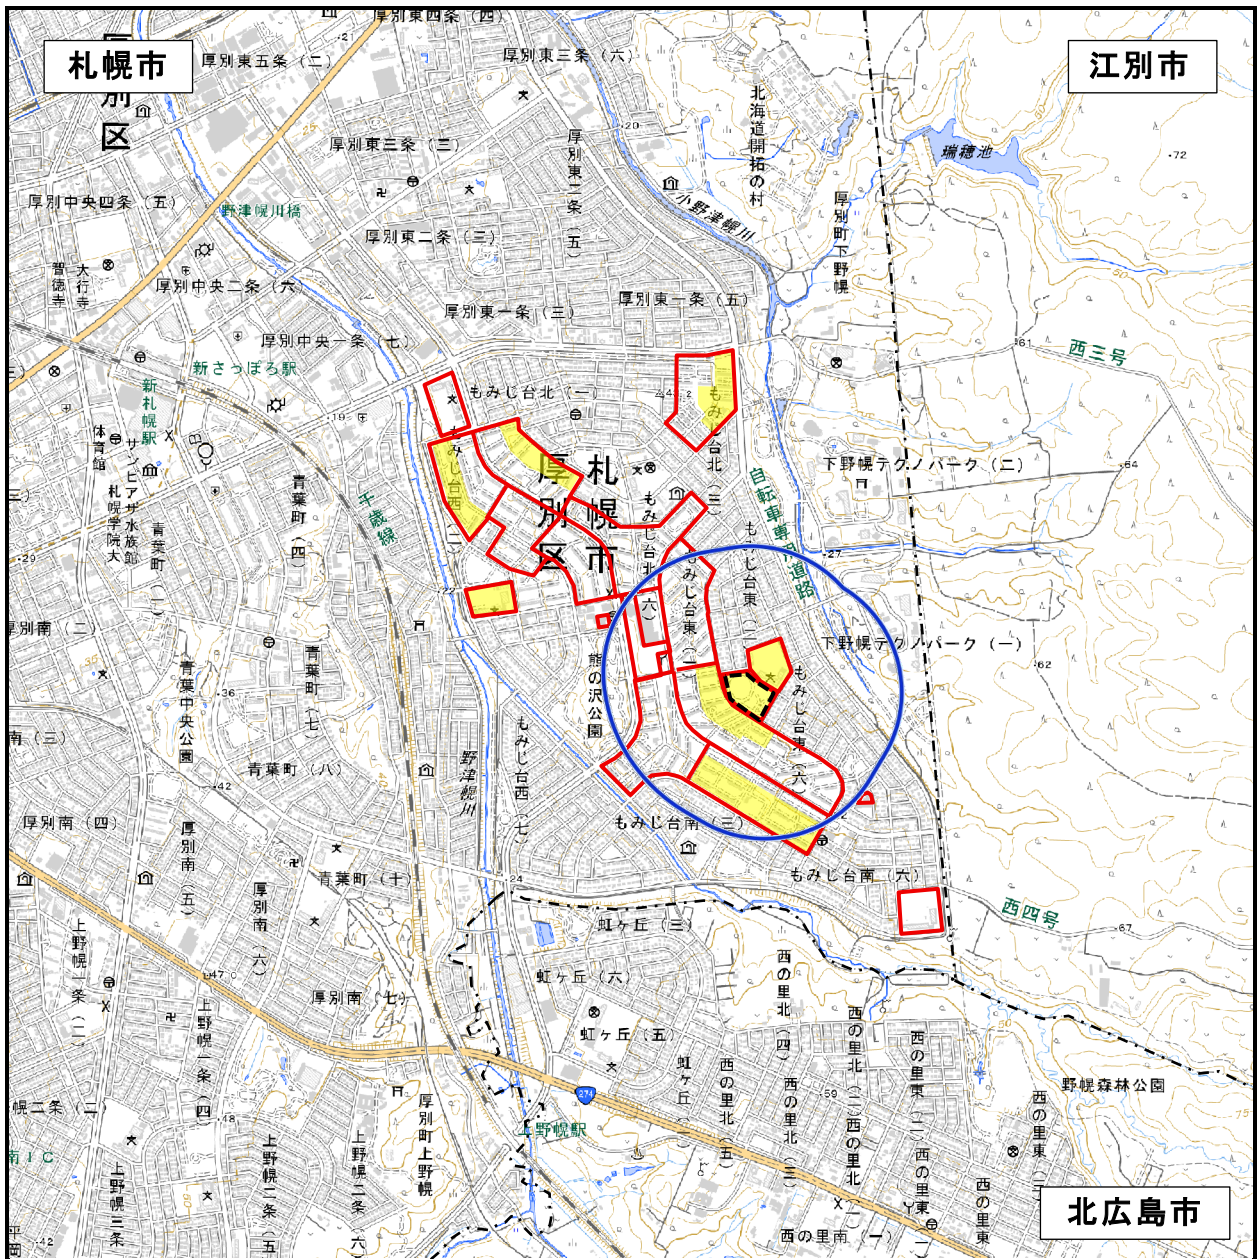 札幌市
江別市
北広島市
札幌市
厚別区
厚別東四条（四）
厚別東五条（二）
厚別東三条（六）
厚別東三条（三）
厚別東二条（五）
厚別中央四条（五）
野津幌川橋
厚別東二条（三）
厚別中央二条（六）
厚別東一条（五）
厚別東一条（三）
厚別中央一条（七）
大行寺
新さっぽろ駅
新札幌駅
北海道開拓の村
小野津幌川
厚別町下野幌
瑞穂池
西三号
もみじ台北（一）
もみじ台北（三）
もみじ台西（二）
もみじ台北（六）
もみじ台東（一）
もみじ台東（二）
もみじ台東（六）
自転車専用道路
下野幌テクノパーク（二）
下野幌テクノパーク（一）
体育館
サンピアザ水族館
札幌学院大
青葉町（四）
千歳線
青葉町（七）
青葉中央公園
青葉町（八）
熊の沢公園
もみじ台西（七）
野津幌川
もみじ台南（三）
もみじ台南（六）
西四号
厚別南（四）
厚別南（五）
厚別南（六）
青葉町（十）
厚別南（七）
上野幌一条（二）
上野幌一条（四）
虹ヶ丘（三）
虹ヶ丘（六）
虹ヶ丘（五）
西の里北（四）
西の里北（五）
西の里北（三）
西の里北（二）
西の里東（二）
野幌森林公園
274
上野幌駅
厚別町上野幌
上野幌二条（五）
上野幌二条（六）
上野幌三条
西の里南（一）
西の里東
南IC
平岡